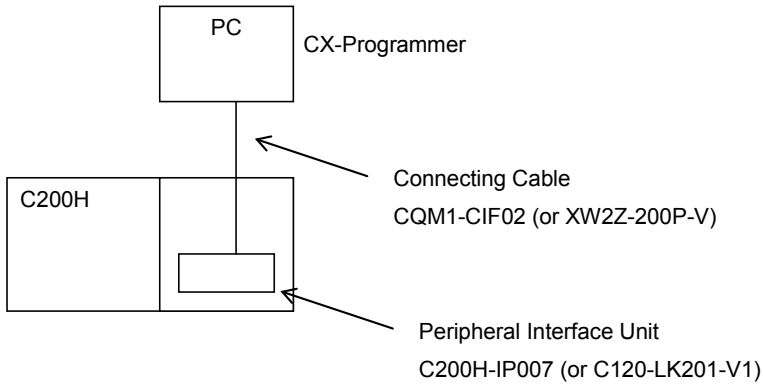 PC
CX-Programmer
Connecting Cable
C200H
CQM1-CIF02 (or XW2Z-200P-V)
Peripheral Interface Unit
C200H-IP007 (or C120-LK201-V1)